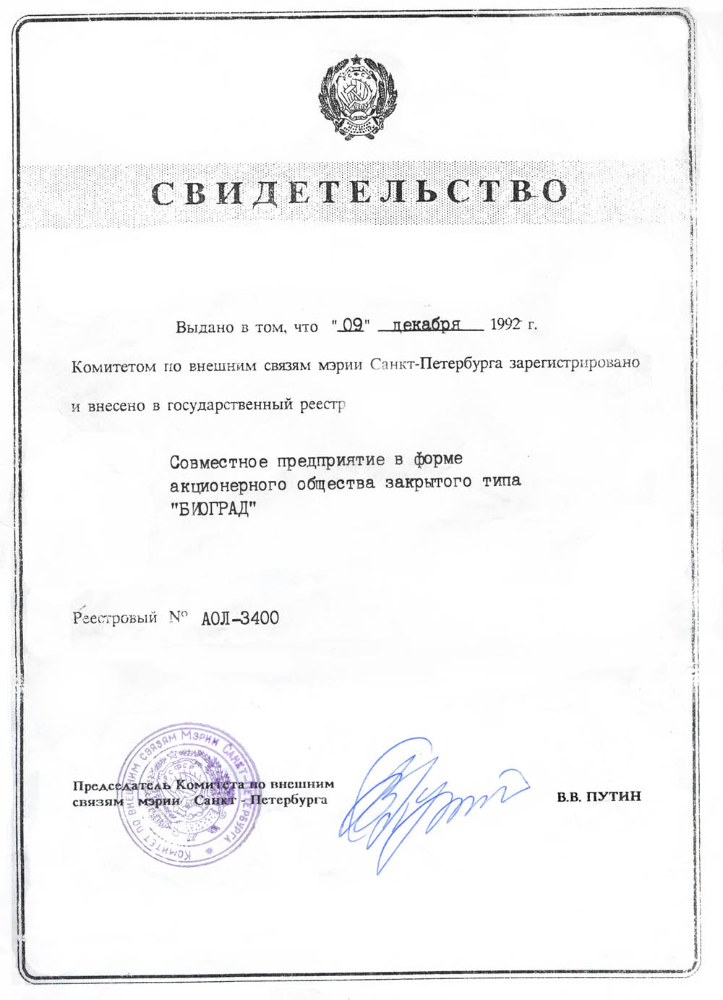 РСФСР
СВИДЕТЕЛЬСТВО
Выдано в том, что "09" декабря 1992 г.
Комитетом по внешним связям мэрии Санкт-Петербурга зарегистрировано
и внесено в государственный реестр
Совместное предприятие в форме
акционерного общества закрытого типа
"БИОГРАД"
Реестровый № АОЛ-3400
Председатель Комитета по внешним
связям мэрии Санкт-Петербурга
В.В. ПУТИН
Комитет по внешним связям Мэрии Санкт-Петербурга *
РСФСР